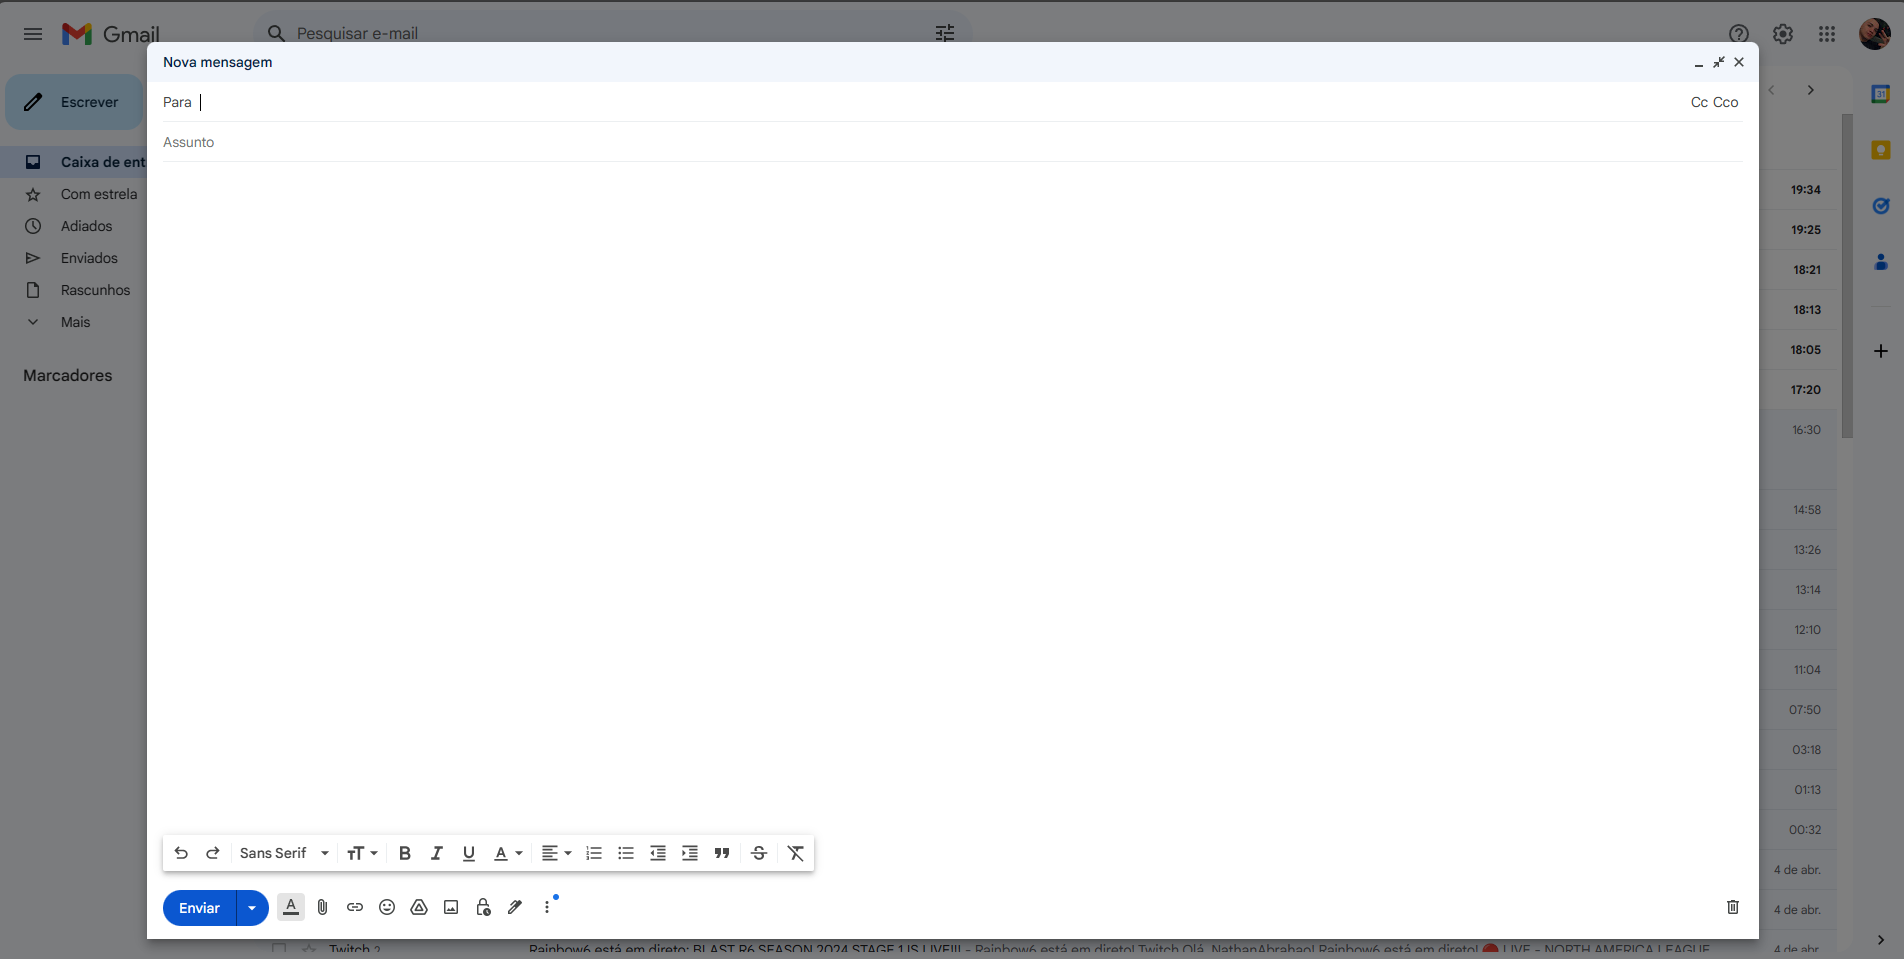 Gmail
Pesquisar e-mail
Nova mensagem
Escrever
Para
Cc Cco
Assunto
Caixa de ent
Com estrela
Adiados
Enviados
Rascunhos
Mais
Marcadores
31
19:34
19:25
18:21
18:13
18:05
17:20
16:30
14:58
13:26
13:14
12:10
11:04
07:50
03:18
01:13
00:32
4 de abr.
4 de abr.
Sans Serif
Enviar
Twitch 2 Rainbow6 está em direto: BLAST R6 SEASON 2024 STAGE 1 IS LIVE!!! - Rainbow6 está em direto! Twitch Olá, NathanAbrahao! Rainbow6 está em direto! 🔴 LIVE - NORTH AMERICA LEAGUE 4 de abr.